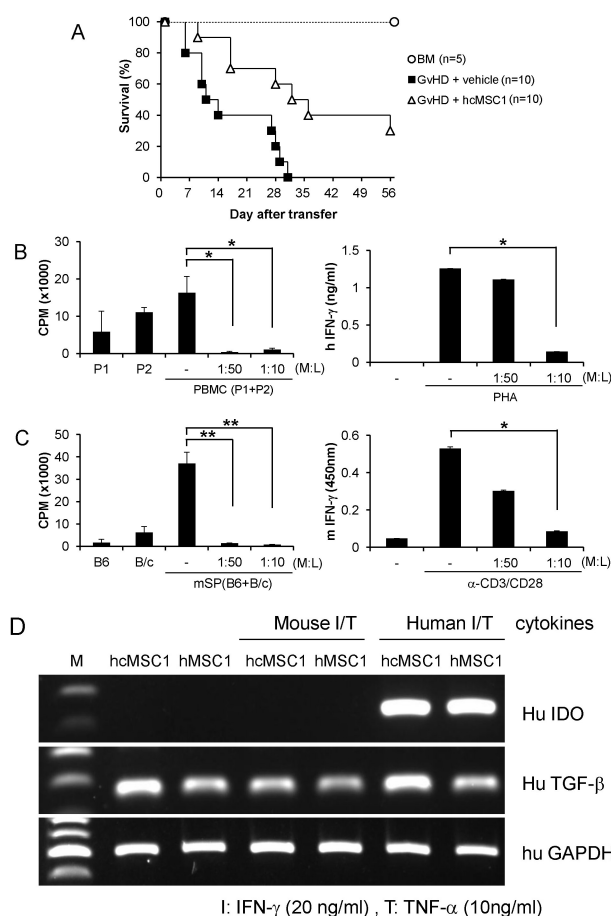 A
Survival (%)
100
80
60
40
20
0
0 7 14 21 28 35 42 49 56
Day after transfer
BM (n=5)
GvHD + vehicle (n=10)
GvHD + hcMSC1 (n=10)
B
CPM (x1000)
30
20
10
0
* *
P1 P2 - 1:50 1:10 (M:L)
PBMC (P1+P2)
h IFN-γ (ng/ml)
1.5
1
0.5
0
*
- - 1:50 1:10 (M:L)
PHA
C
CPM (x1000)
50
40
30
20
10
0
** **
B6 B/c - 1:50 1:10 (M:L)
mSP(B6+B/c)
m IFN-γ (450nm)
0.6
0.4
0.2
0
*
- - 1:50 1:10 (M:L)
α-CD3/CD28
D
Mouse I/T Human I/T cytokines
M hcMSC1 hMSC1 hcMSC1 hMSC1 hcMSC1 hMSC1
Hu IDO
Hu TGF-β
hu GAPDH
I: IFN-γ (20 ng/ml) , T: TNF-α (10ng/ml)